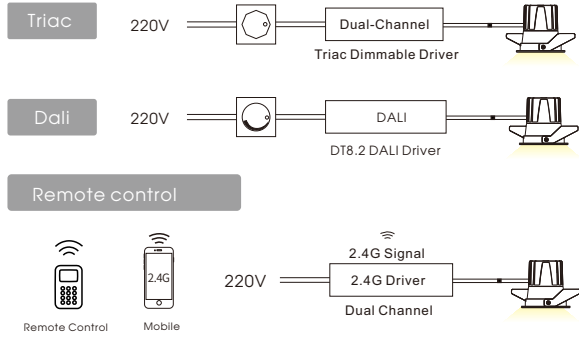 Triac
220V
Dual-Channel
Triac Dimmable Driver
Dali
220V
DALI
DT8.2 DALI Driver
Remote control
2.4G
Remote Control
Mobile
220V
2.4G Signal
2.4G Driver
Dual Channel